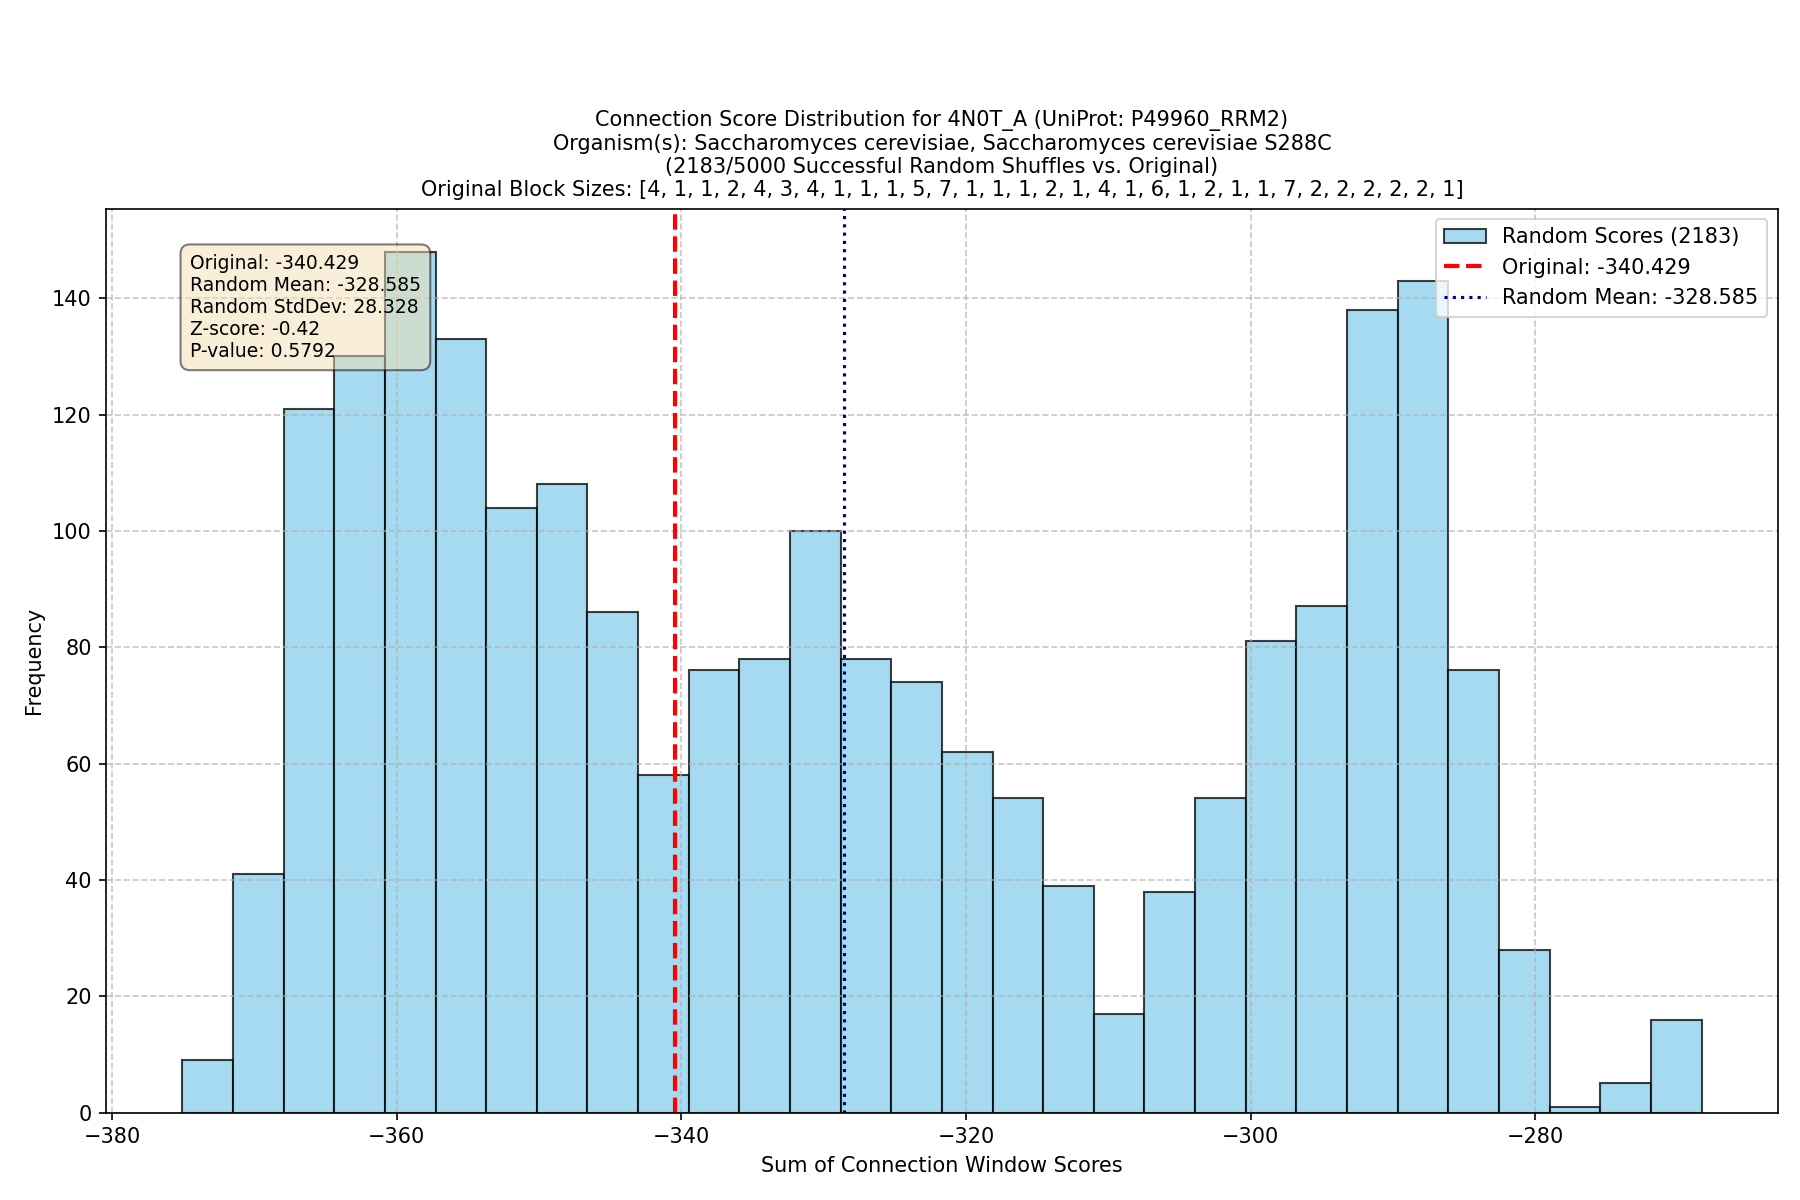 Connection Score Distribution for 4N0T_A (UniProt: P49960_RRM2)
Organism(s): Saccharomyces cerevisiae, Saccharomyces cerevisiae S288C
(2183/5000 Successful Random Shuffles vs. Original)
Original Block Sizes: [4, 1, 1, 2, 4, 3, 4, 1, 1, 1, 5, 7, 1, 1, 1, 2, 1, 4, 1, 6, 1, 2, 1, 1, 7, 2, 2, 2, 2, 2, 1]
Original: -340.429
Random Mean: -328.585
Random StdDev: 28.328
Z-score: -0.42
P-value: 0.5792
Random Scores (2183)
Original: -340.429
Random Mean: -328.585
Frequency
140
120
100
80
60
40
20
0
−380
−360
−340
−320
−300
−280
Sum of Connection Window Scores